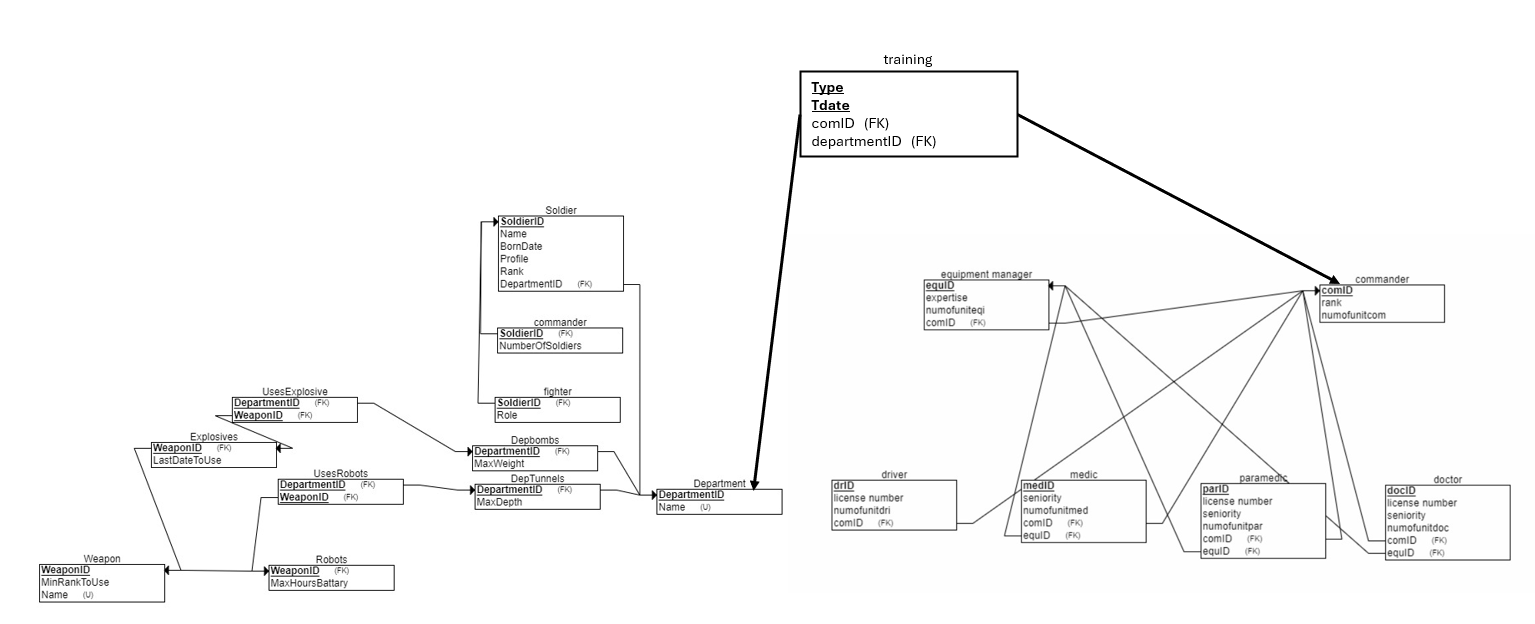 training
Type
Tdate
comID (FK)
departmentID (FK)
Soldier
SoldierID
Name
BornDate
Profile
Rank
DepartmentID (FK)
commander
SoldierID (FK)
NumberOfSoldiers
fighter
SoldierID (FK)
Role
UsesExplosive
DepartmentID (FK)
WeaponID (FK)
Explosives
WeaponID (FK)
LastDateToUse
Depbombs
DepartmentID (FK)
MaxWeight
UsesRobots
DepartmentID (FK)
WeaponID (FK)
DepTunnels
DepartmentID (FK)
MaxDepth
Department
DepartmentID
Name (U)
Weapon
WeaponID
MinRankToUse
Name (U)
Robots
WeaponID (FK)
MaxHoursBattary
equipment manager
equID
expertise
numofuniteqi
comID (FK)
commander
comID
rank
numofunitcom
driver
drID
license number
numofunitdri
comID (FK)
medic
medID
seniority
numofunitmed
comID (FK)
equID (FK)
paramedic
parID
license number
seniority
numofunitpar
comID (FK)
equID (FK)
doctor
docID
license number
seniority
numofunitdoc
comID (FK)
equID (FK)